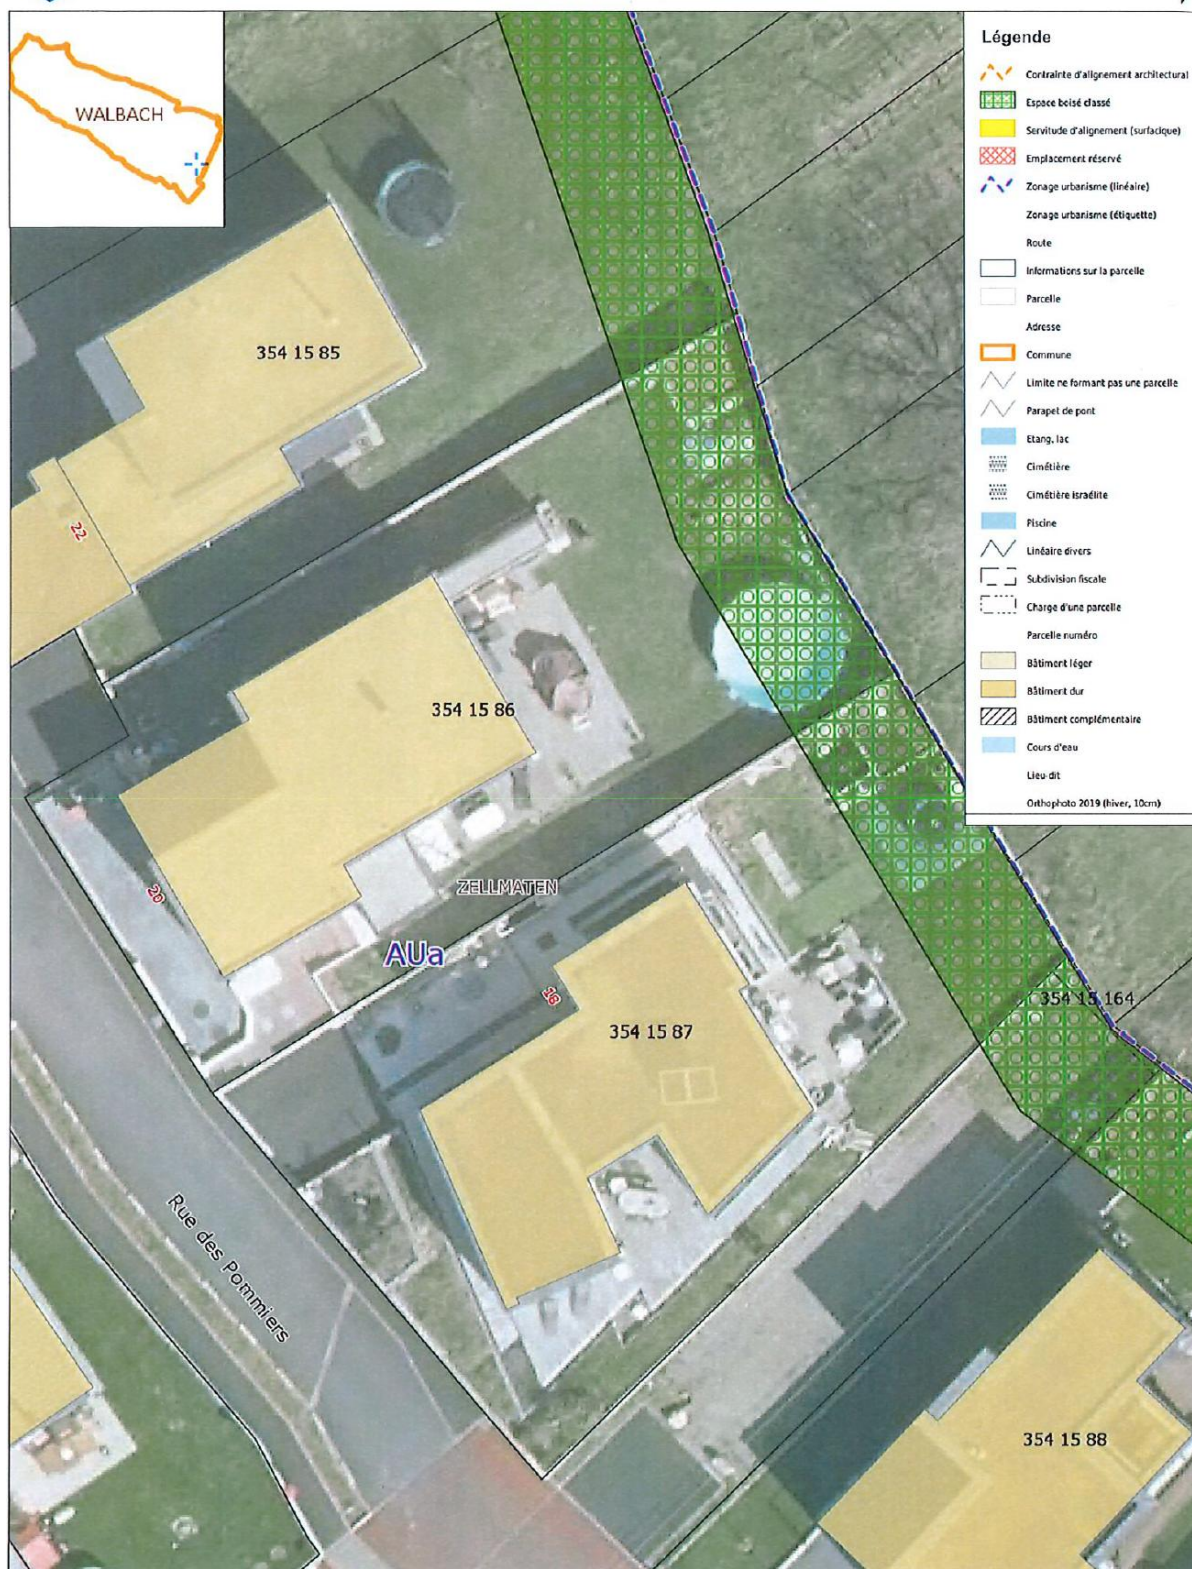 WALBACH
Légende
Contrainte d'alignement architectural
Espace boisé classé
Servitude d'alignement (surfacique)
Emplacement réservé
Zonage urbanisme (linéaire)
Zonage urbanisme (étiquette)
Route
Informations sur la parcelle
Parcelle
Adresse
Commune
Limite ne formant pas une parcelle
Parapet de pont
Etang, lac
Cimétière
Cimétière israélite
Piscine
Linéaire divers
Subdivision fiscale
Charge d'une parcelle
Parcelle numéro
Bâtiment léger
Bâtiment dur
Bâtiment complémentaire
Cours d'eau
Lieu-dit
Orthophoto 2019 (hiver, 10cm)
354 15 85
22
354 15 86
20
ZELLMATEN
AUa
18
354 15 164
354 15 87
Rue des Pommiers
354 15 88